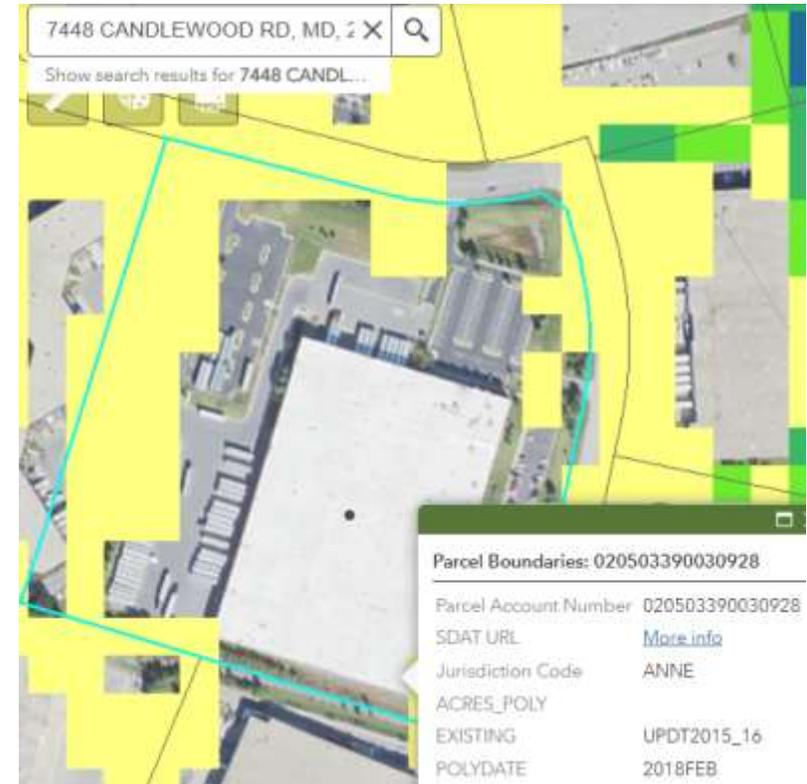 7448 CANDLEWOOD RD, MD, 2
Show search results for 7448 CANDL...
Parcel Boundaries: 020503390030928
Parcel Account Number 020503390030928
SDAT URL More info
Jurisdiction Code ANNE
ACRES_POLY
EXISTING UPDT2015_16
POLYDATE 2018FEB